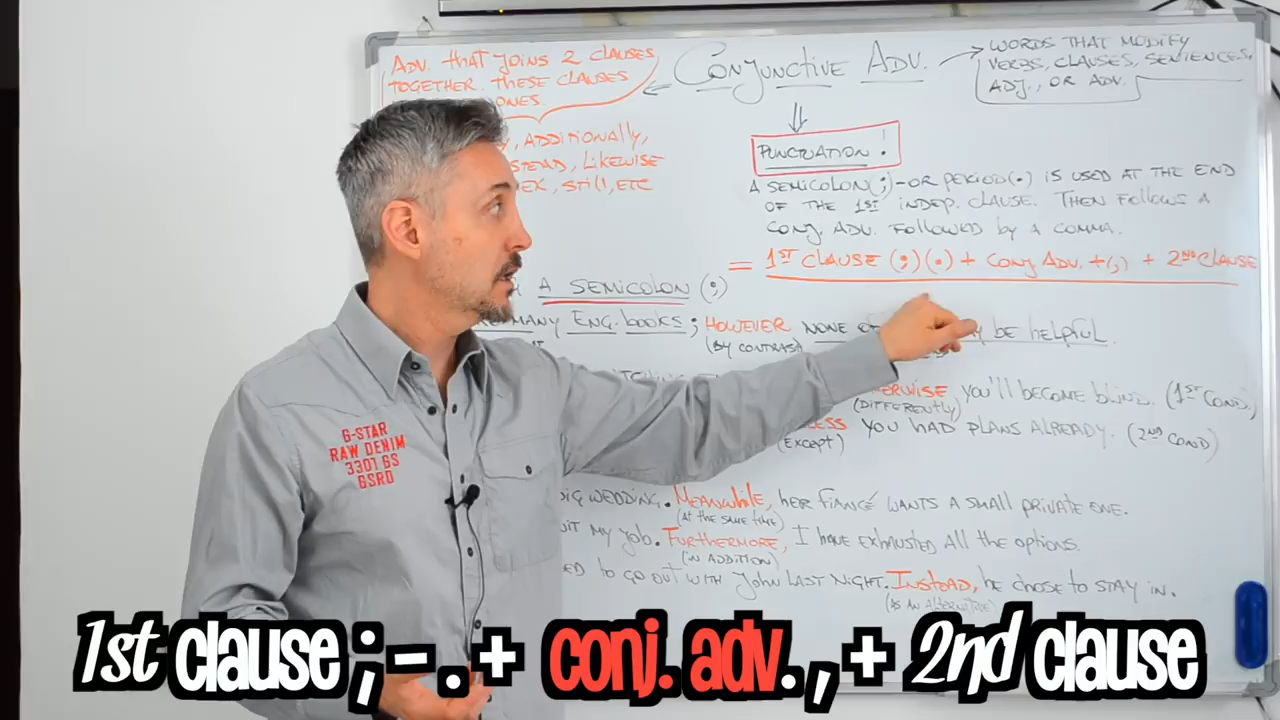 ADV. THAT JOINS 2 CLAUSES
TOGETHER. THESE CLAUSES
ONES.
, ADDITIONALLY,
, LIKEWISE
, STILL, ETC
CONJUNCTIVE ADV.
WORDS THAT MODIFY
VERBS, CLAUSES, SENTENCES,
ADJ., OR ADV.
PUNCTUATION !
A SEMICOLON(;)-OR PERIOD(.) IS USED AT THE END
OF THE 1ST INDEP. CLAUSE. THEN FOLLOWS A
CONJ. ADV. FOLLOWED BY A COMMA.
= 1ST CLAUSE (;)(.) + CONJ ADV. +(,) + 2ND CLAUSE
A SEMICOLON (;)
MANY ENG. BOOKS; HOWEVER NONE OF BE HELPFUL.
(BY CONTRAST)
YOU'LL BECOME BLIND. (1ST COND.)
(DIFFERENTLY)
YOU HAD PLANS ALREADY. (2ND COND)
(EXCEPT)
BIG WEDDING. MEANWHILE, HER FIANCÉ WANTS A SMALL PRIVATE ONE.
(AT THE SAME TIME)
MY JOB. FURTHERMORE, I HAVE EXHAUSTED ALL THE OPTIONS.
(IN ADDITION)
TO GO OUT WITH JOHN LAST NIGHT. INSTEAD, HE CHOSE TO STAY IN.
(AS AN ALTERNATIVE)
G-STAR
RAW DENIM
3301 GS
GSRD
1st clause ; - . + conj. adv. , + 2nd clause